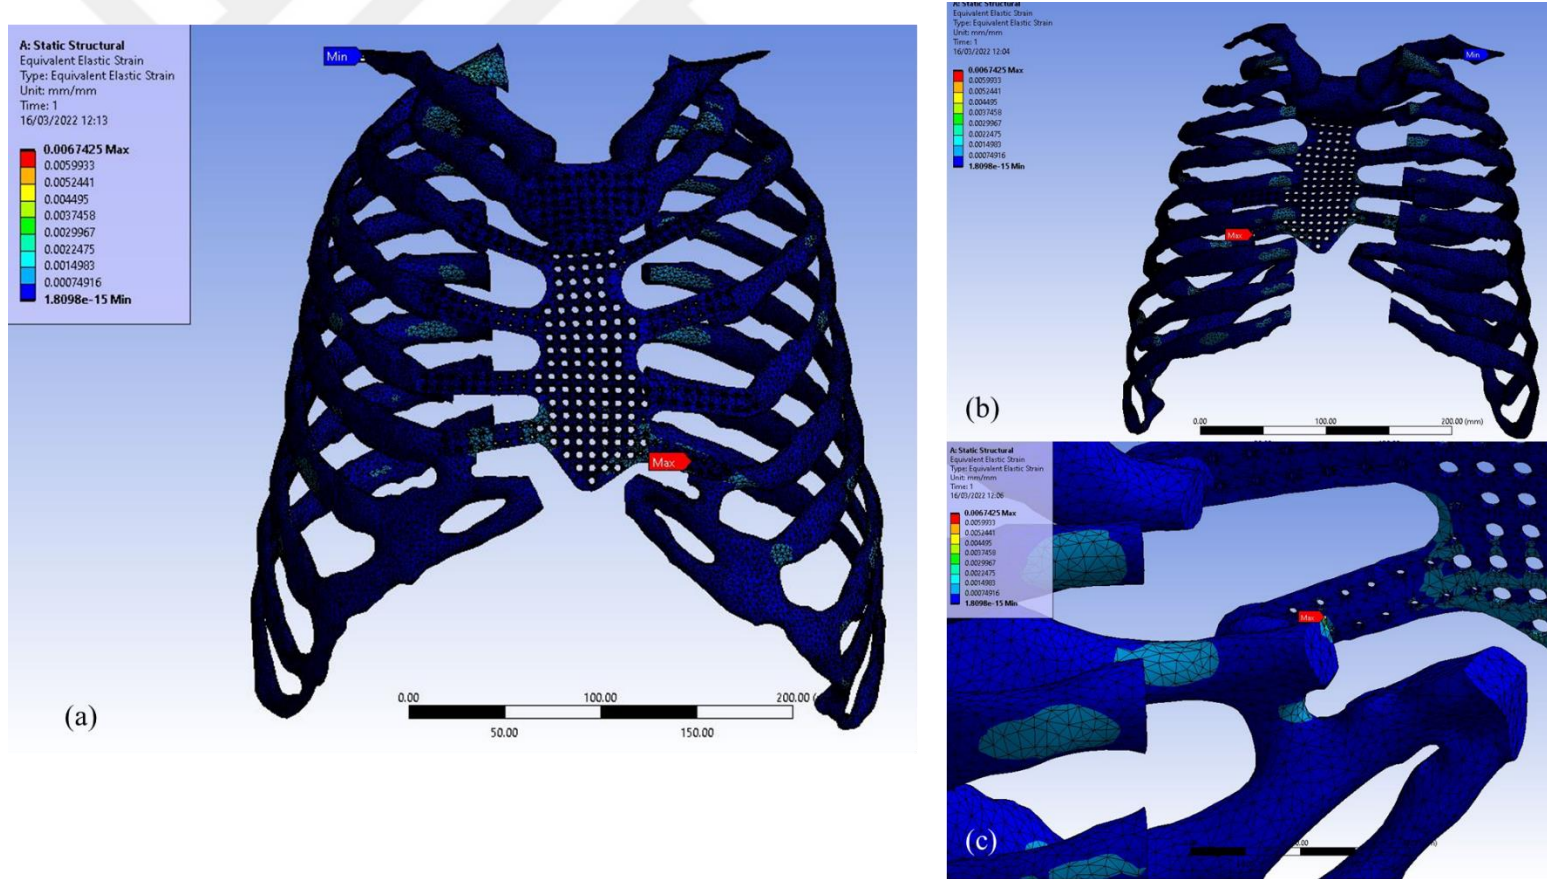 A: Static Structural
Equivalent Elastic Strain
Type: Equivalent Elastic Strain
Unit: mm/mm
Time: 1
16/03/2022 12:13
0.0067425 Max
0.0059933
0.0052441
0.004495
0.0037458
0.0029967
0.0022475
0.0014983
0.00074916
1.8098e-15 Min
Min
Max
0.00 100.00 200.00
50.00 150.00
(a)
A: Static Structural
Equivalent Elastic Strain
Type: Equivalent Elastic Strain
Unit: mm/mm
Time: 1
16/03/2022 12:04
0.0067425 Max
0.0059933
0.0052441
0.004495
0.0037458
0.0029967
0.0022475
0.0014983
0.00074916
1.8098e-15 Min
Min
Max
0.00 100.00 200.00 (mm)
(b)
A: Static Structural
Equivalent Elastic Strain
Type: Equivalent Elastic Strain
Unit: mm/mm
Time: 1
16/03/2022 12:06
0.0067425 Max
0.0059933
0.0052441
0.004495
0.0037458
0.0029967
0.0022475
0.0014983
0.00074916
1.8098e-15 Min
Max
(c)